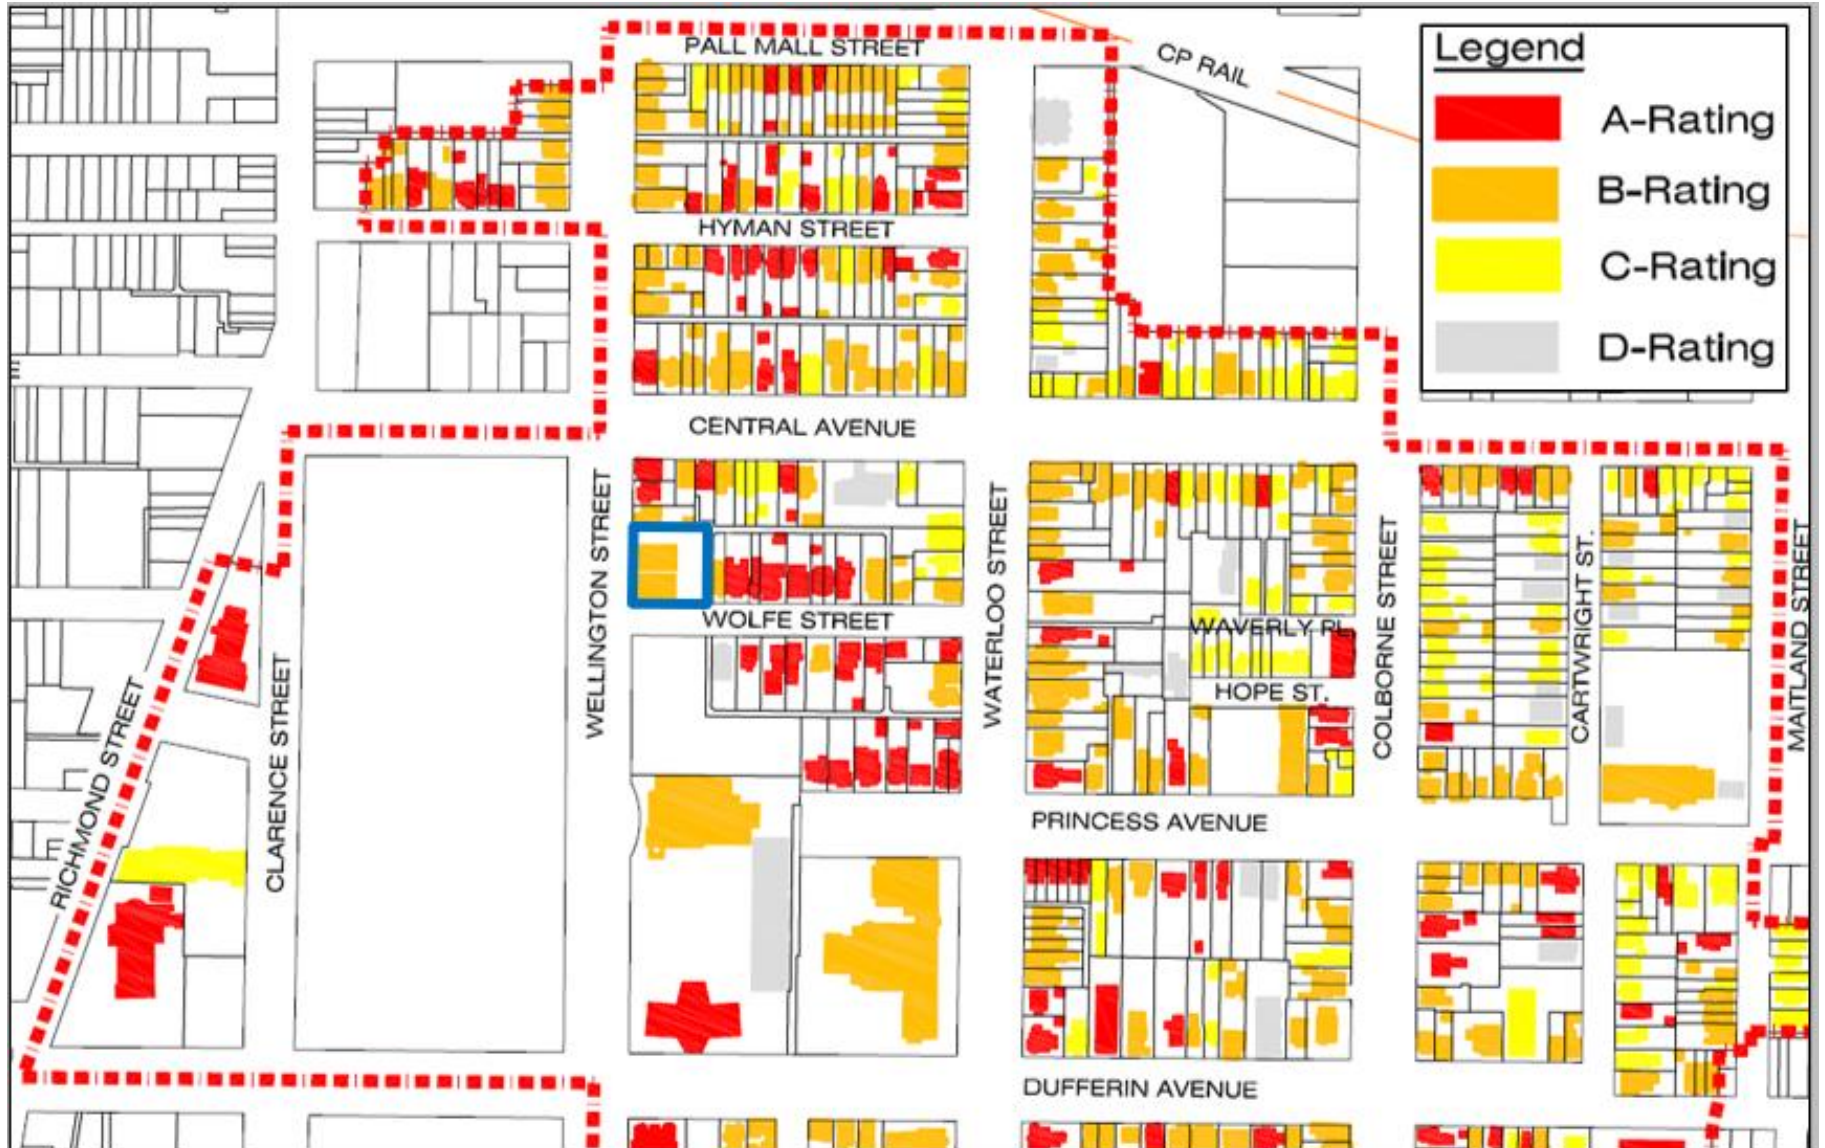 PALL MALL STREET
CP RAIL
Legend
A-Rating
B-Rating
C-Rating
D-Rating
HYMAN STREET
CENTRAL AVENUE
WELLINGTON STREET
WATERLOO STREET
COLBORNE STREET
CARTWRIGHT ST.
MAITLAND STREET
WOLFE STREET
WAVERLY PL.
HOPE ST.
RICHMOND STREET
CLARENCE STREET
PRINCESS AVENUE
DUFFERIN AVENUE